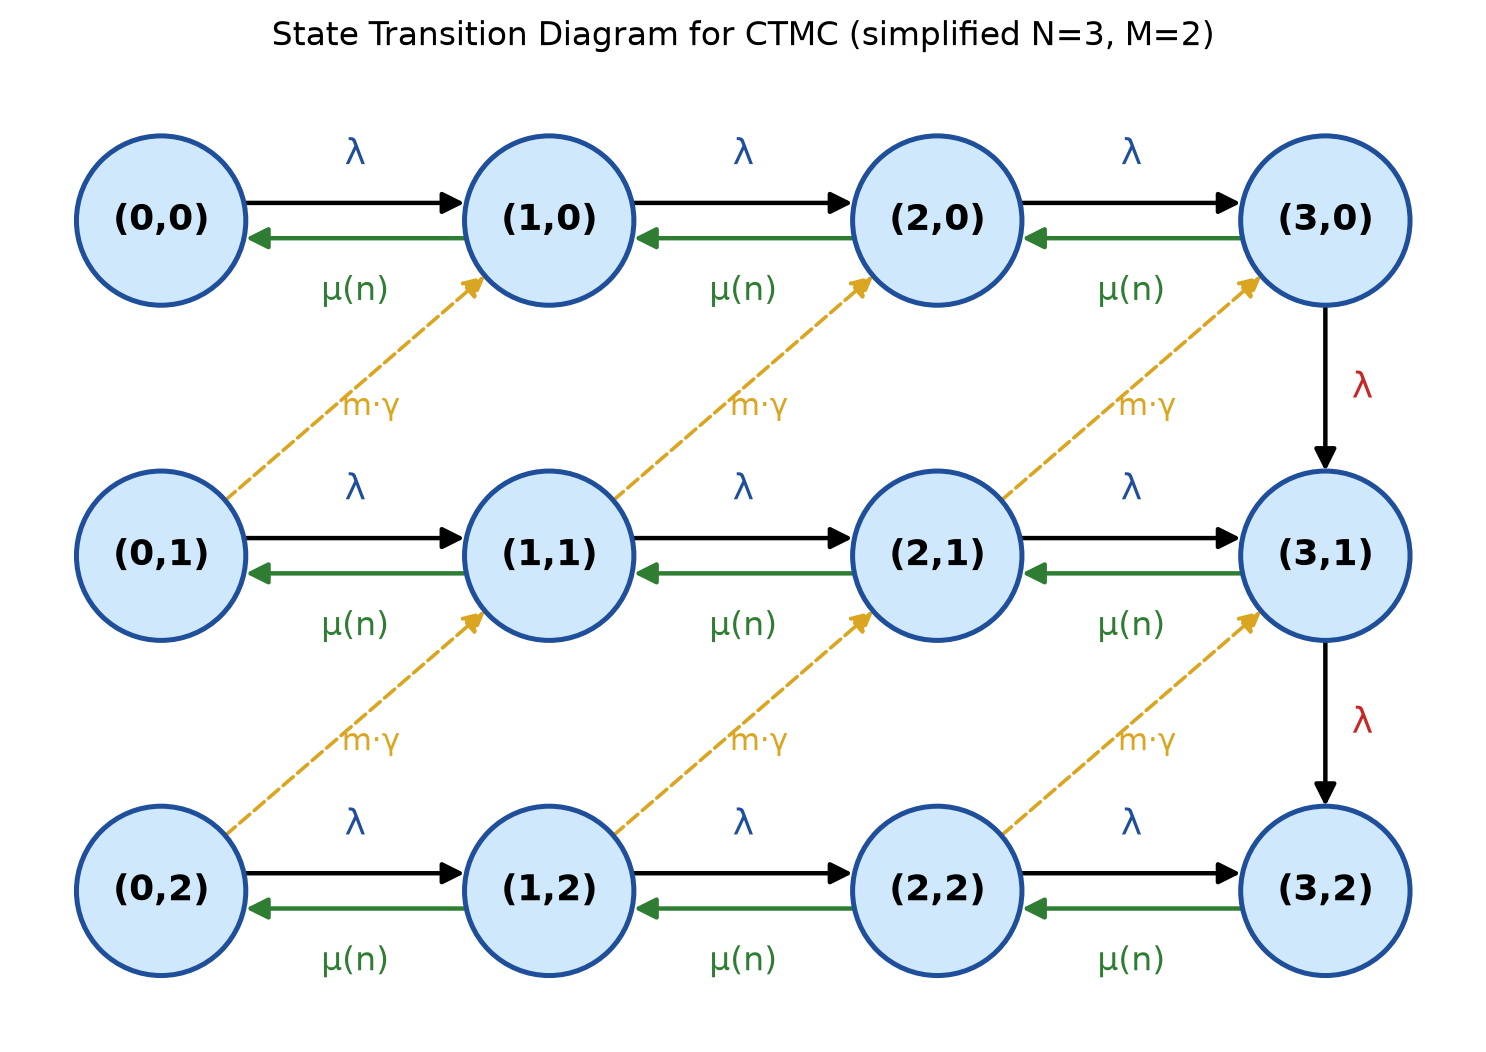 State Transition Diagram for CTMC (simplified N=3, M=2)
λ λ λ
(0,0) (1,0) (2,0) (3,0)
μ(n) μ(n) μ(n)
λ
m·γ m·γ m·γ
λ λ λ
(0,1) (1,1) (2,1) (3,1)
μ(n) μ(n) μ(n)
λ
m·γ m·γ m·γ
λ λ λ
(0,2) (1,2) (2,2) (3,2)
μ(n) μ(n) μ(n)